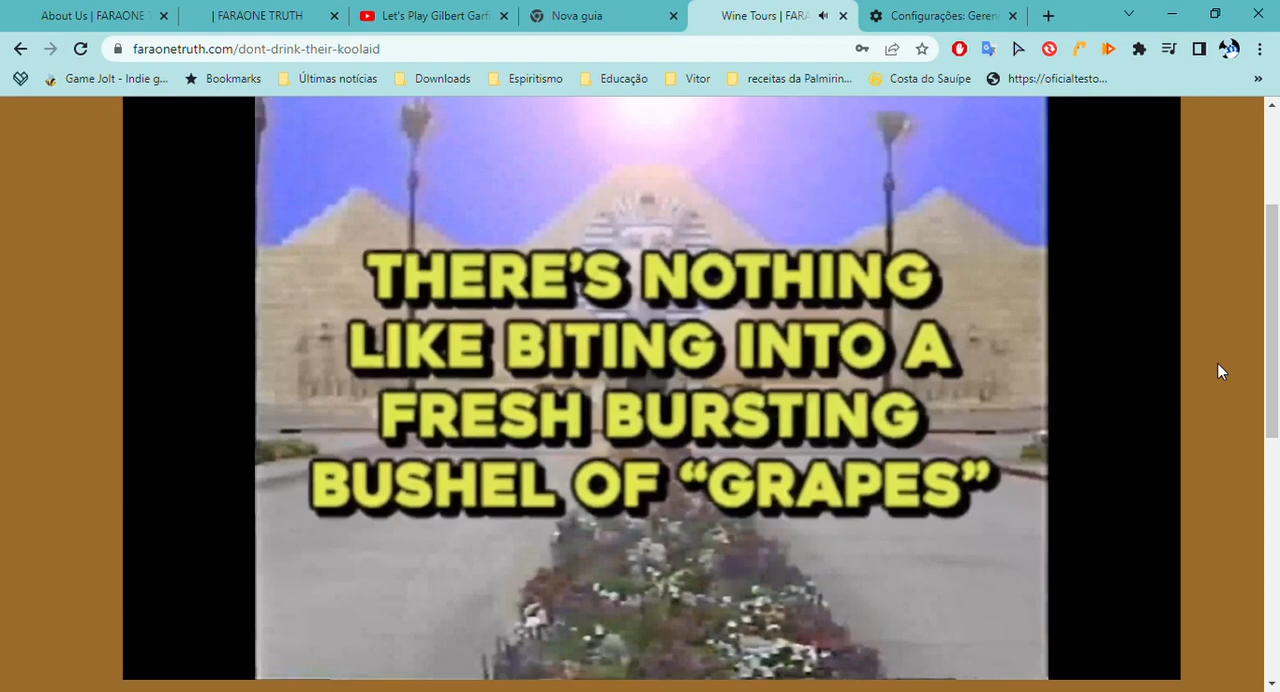 About Us | FARAONE T
| FARAONE TRUTH
Let's Play Gilbert Garf
Nova guia
Wine Tours | FARA
Configurações: Geren
faraonetruth.com/dont-drink-their-koolaid
Game Jolt - Indie g...
Bookmarks
Últimas notícias
Downloads
Espiritismo
Educação
Vitor
receitas da Palmirin...
Costa do Sauípe
https://oficialtesto...
»
THERE'S NOTHING
LIKE BITING INTO A
FRESH BURSTING
BUSHEL OF “GRAPES”